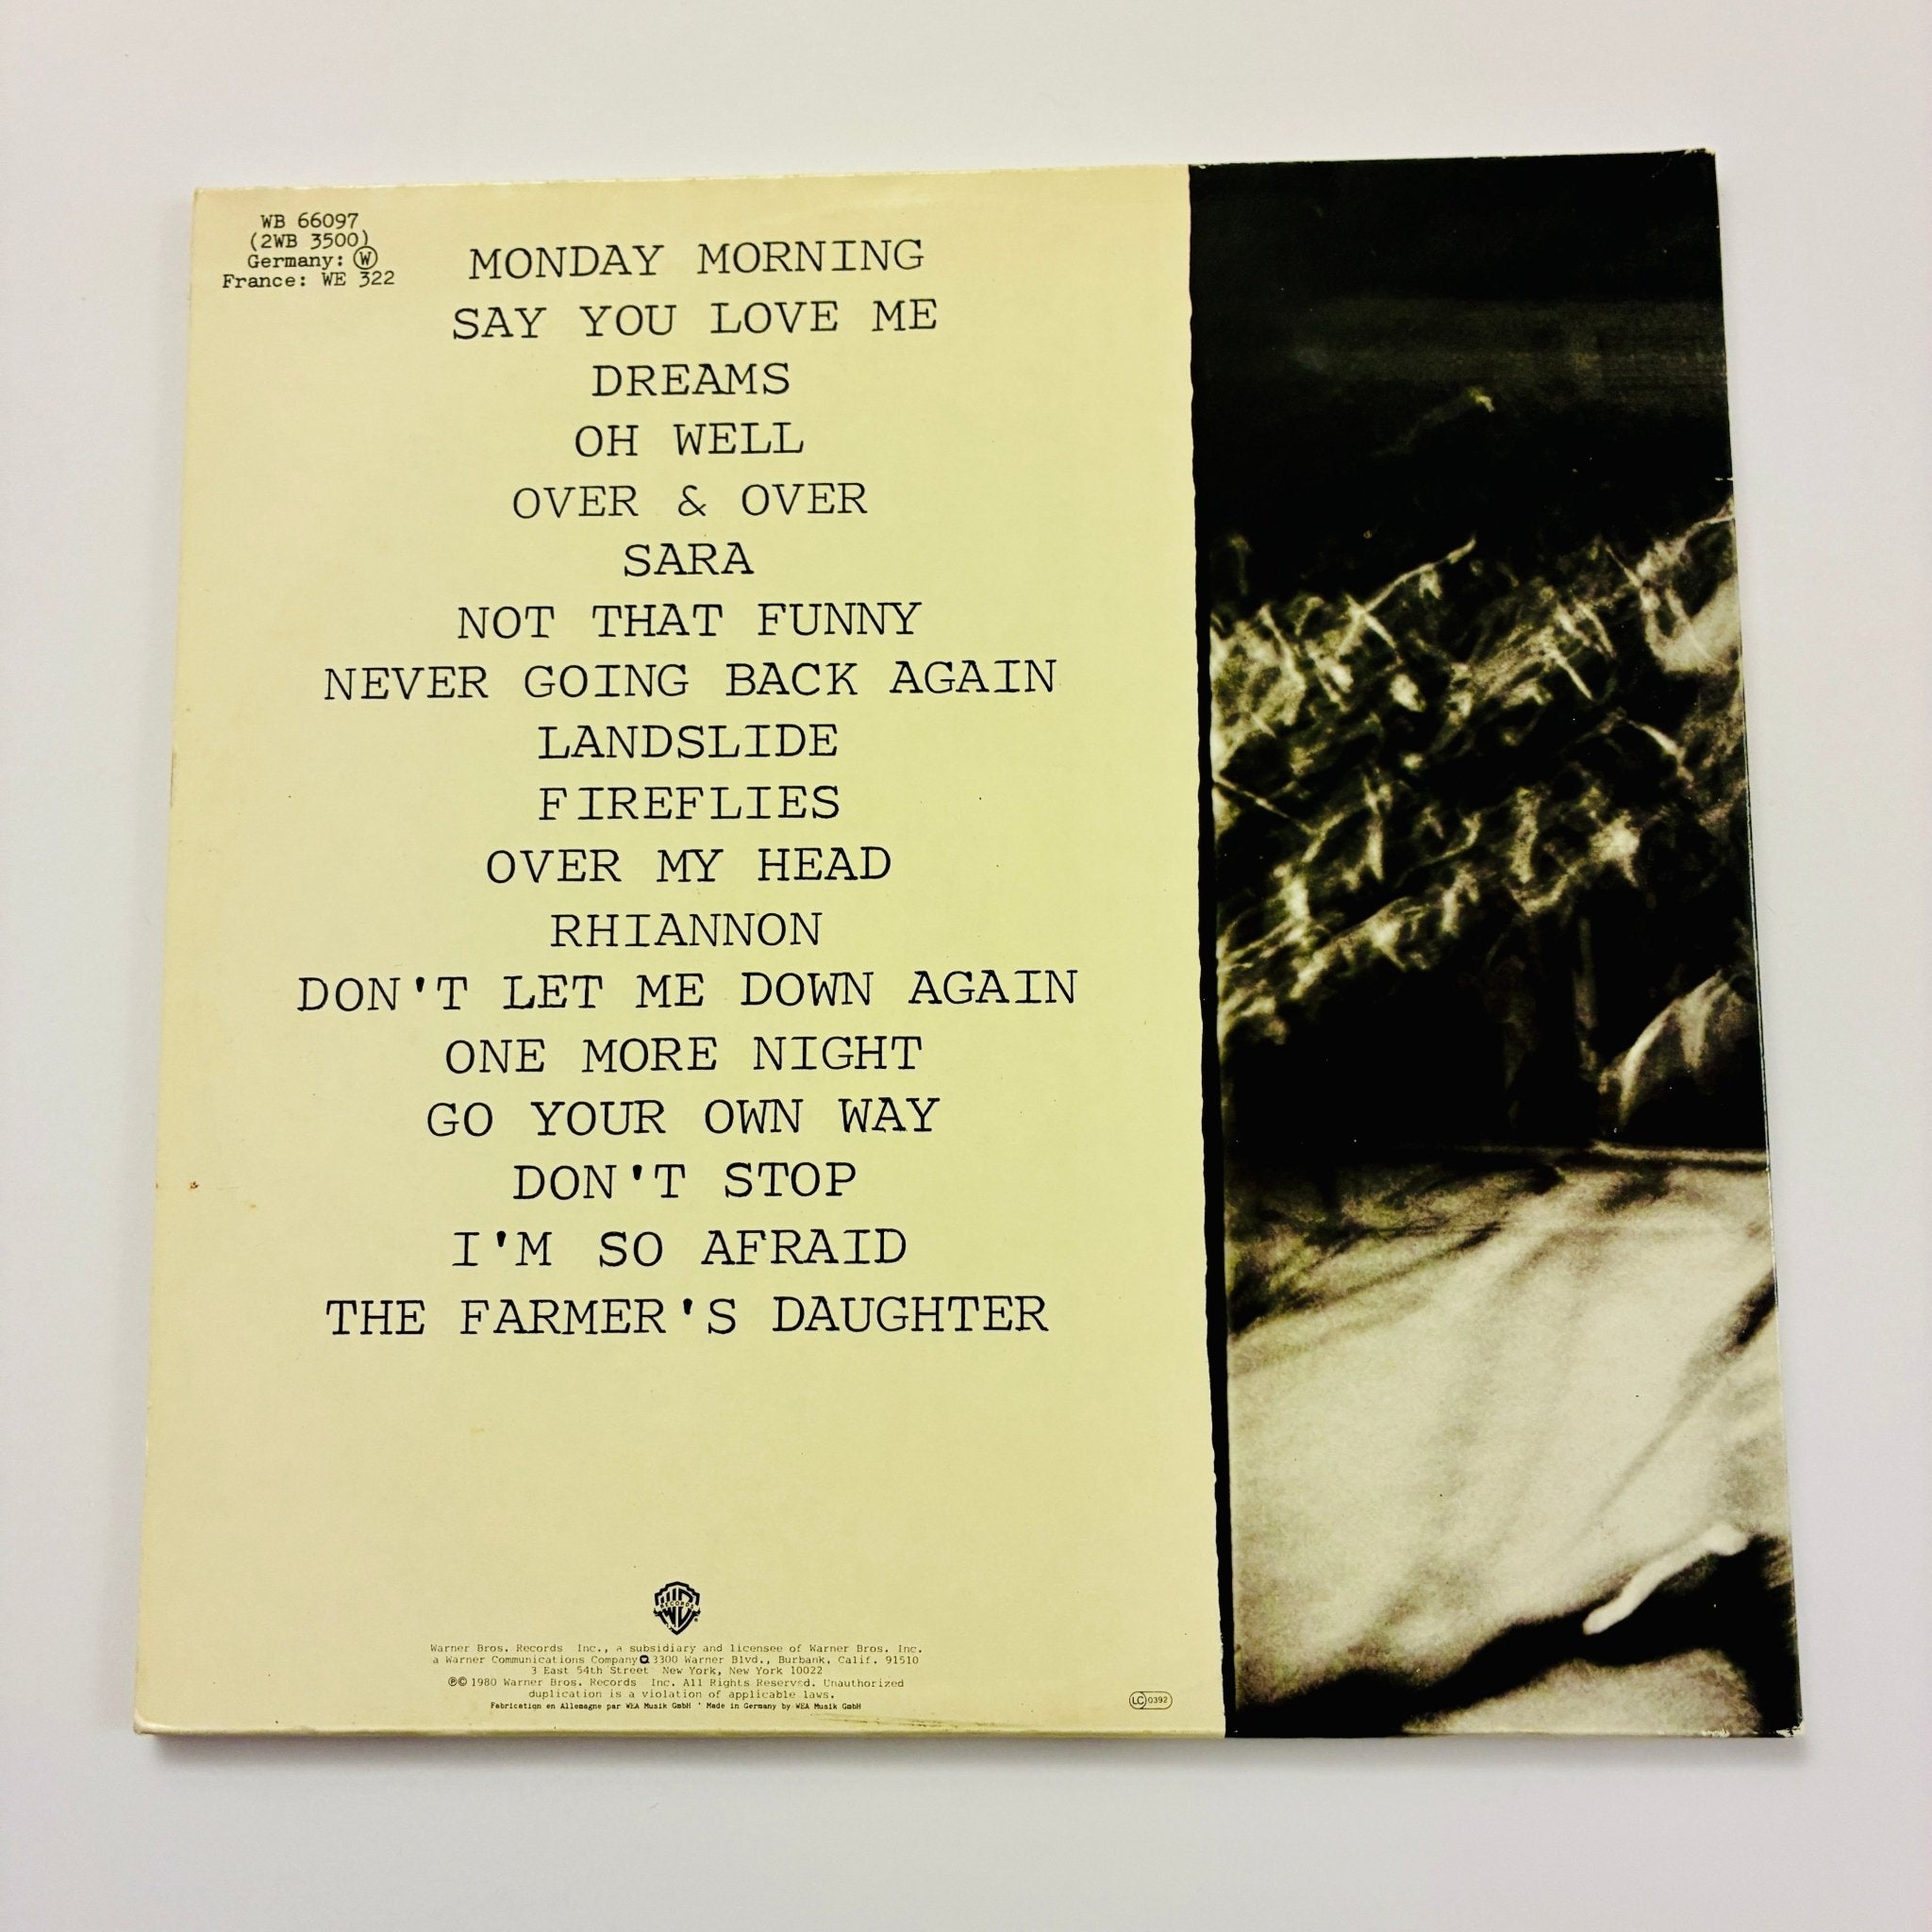 WB 66097
(2WB 3500)
Germany: Ⓦ
France: WE 322
MONDAY MORNING
SAY YOU LOVE ME
DREAMS
OH WELL
OVER & OVER
SARA
NOT THAT FUNNY
NEVER GOING BACK AGAIN
LANDSLIDE
FIREFLIES
OVER MY HEAD
RHIANNON
DON'T LET ME DOWN AGAIN
ONE MORE NIGHT
GO YOUR OWN WAY
DON'T STOP
I'M SO AFRAID
THE FARMER'S DAUGHTER
WB RECORDS
Warner Bros. Records Inc., a subsidiary and licensee of Warner Bros. Inc.
a Warner Communications Company 3300 Warner Blvd., Burbank, Calif. 91510
3 East 54th Street New York, New York 10022
℗© 1980 Warner Bros. Records Inc. All Rights Reserved. Unauthorized
duplication is a violation of applicable laws.
Fabrication en Allemagne par WEA Musik GmbH · Made in Germany by WEA Musik GmbH
LC 0392